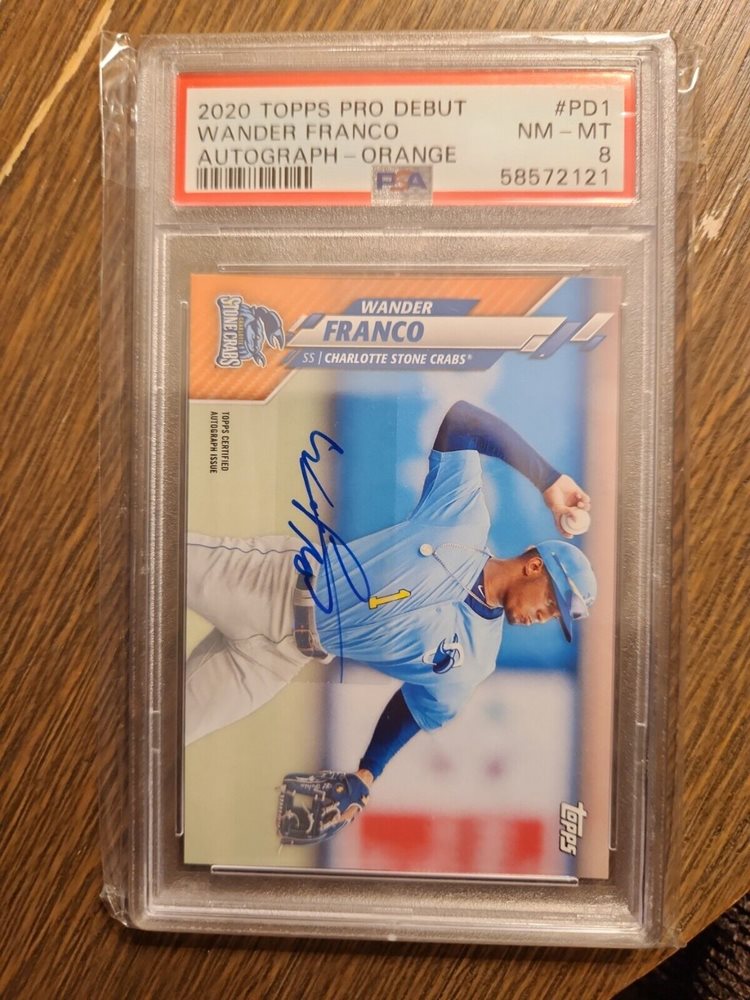 2020 TOPPS PRO DEBUT #PD1
WANDER FRANCO NM - MT
AUTOGRAPH - ORANGE 8
PSA 58572121
WANDER
FRANCO
SS | CHARLOTTE STONE CRABS®
CHARLOTTE
STONE CRABS
TOPPS CERTIFIED
AUTOGRAPH ISSUE
1
topps